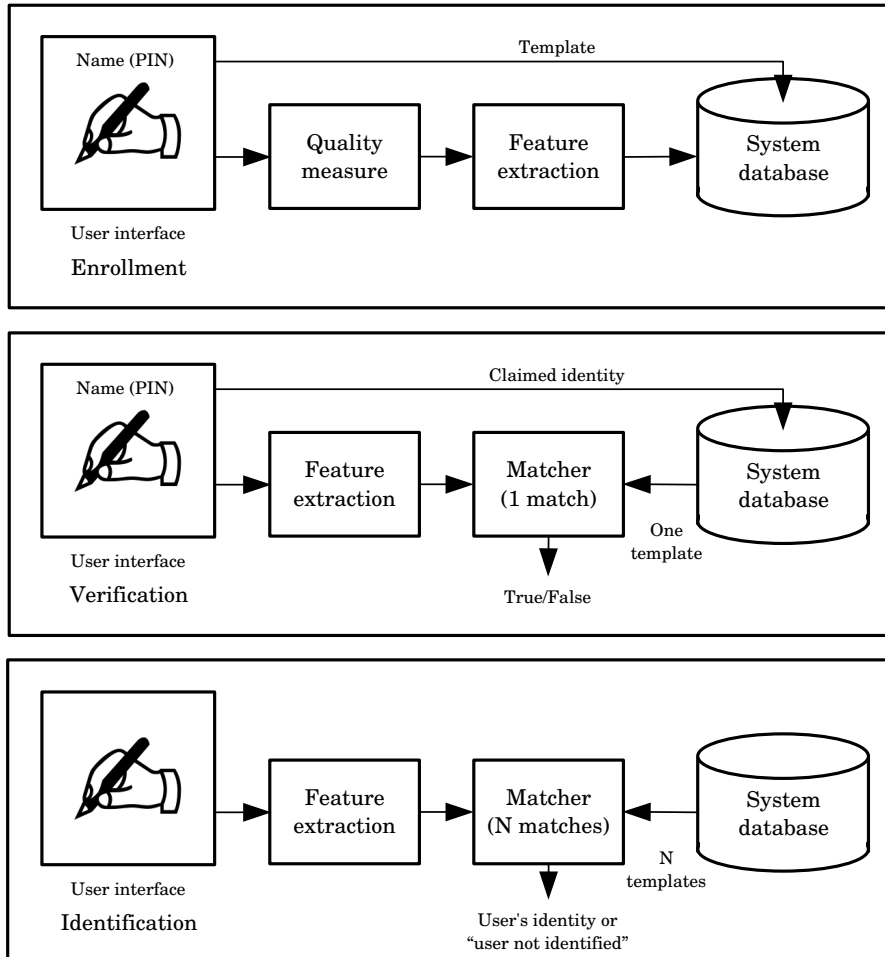 Name (PIN)
Template
Quality
measure
Feature
extraction
System
database
User interface
Enrollment
Name (PIN)
Claimed identity
Feature
extraction
Matcher
(1 match)
System
database
One
template
User interface
Verification
True/False
Feature
extraction
Matcher
(N matches)
System
database
N
templates
User interface
Identification
User's identity or
“user not identified”